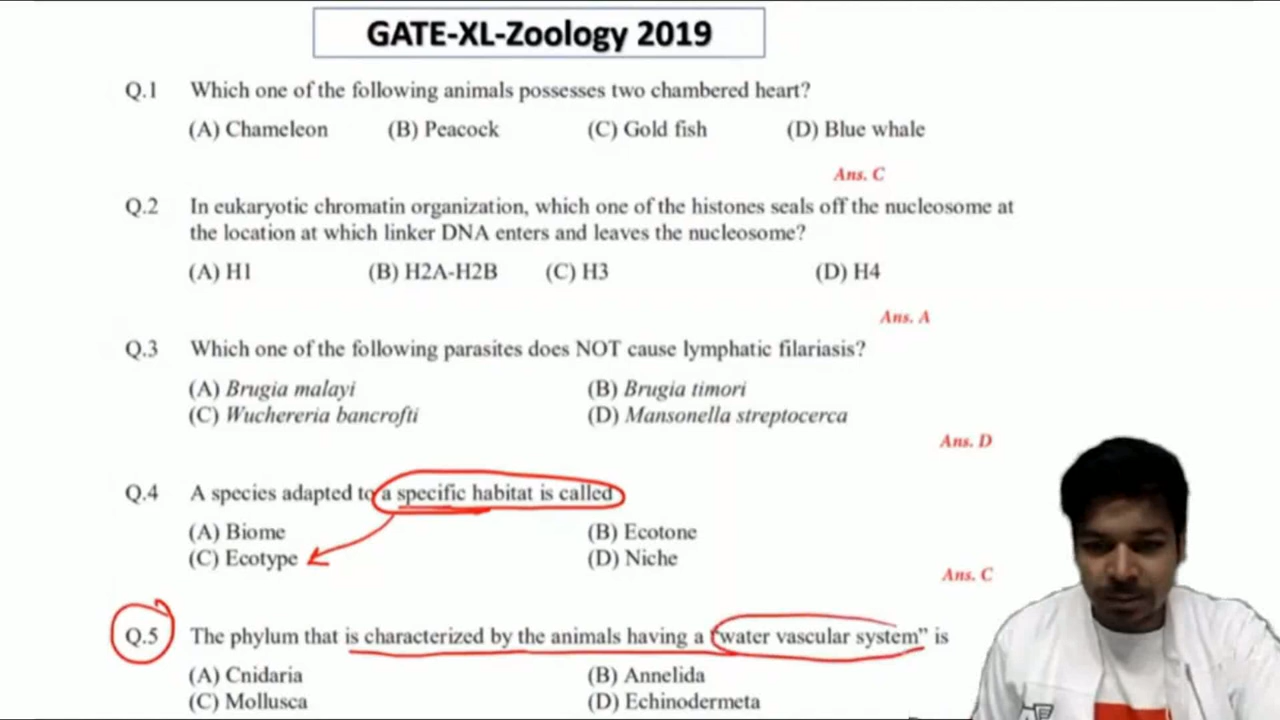 GATE-XL-Zoology 2019
Q.1 Which one of the following animals possesses two chambered heart?
(A) Chameleon (B) Peacock (C) Gold fish (D) Blue whale
Ans. C
Q.2 In eukaryotic chromatin organization, which one of the histones seals off the nucleosome at
the location at which linker DNA enters and leaves the nucleosome?
(A) H1 (B) H2A-H2B (C) H3 (D) H4
Ans. A
Q.3 Which one of the following parasites does NOT cause lymphatic filariasis?
(A) Brugia malayi (B) Brugia timori
(C) Wuchereria bancrofti (D) Mansonella streptocerca
Ans. D
Q.4 A species adapted to a specific habitat is called
(A) Biome (B) Ecotone
(C) Ecotype (D) Niche
Ans. C
Q.5 The phylum that is characterized by the animals having a “water vascular system” is
(A) Cnidaria (B) Annelida
(C) Mollusca (D) Echinodermeta